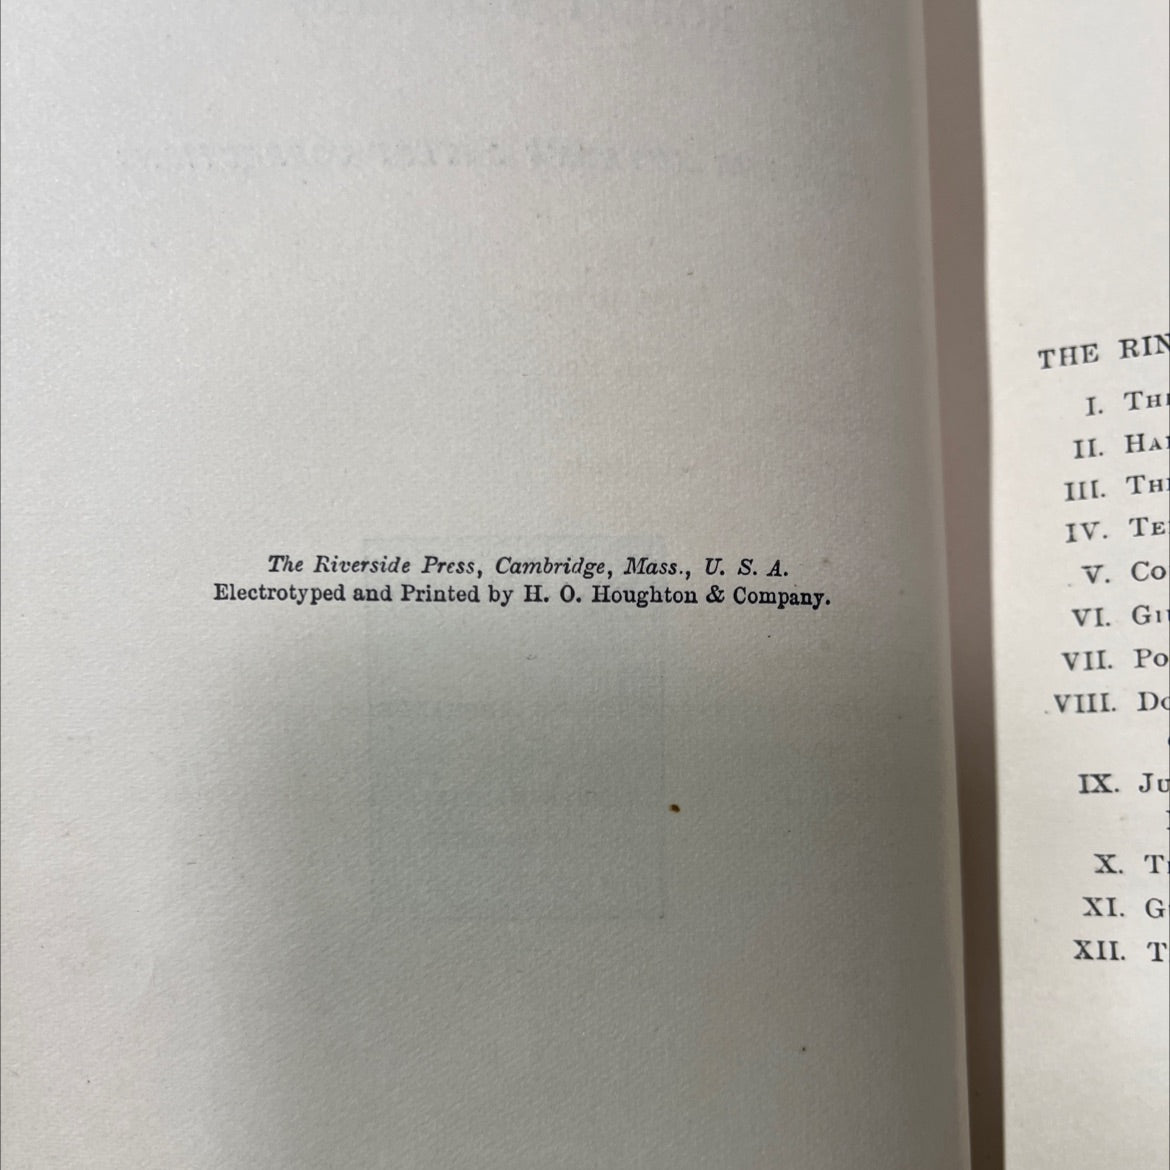 The Riverside Press, Cambridge, Mass., U. S. A.
Electrotyped and Printed by H. O. Houghton & Company.
THE RIN
I. TH
II. HA
III. TH
IV. TE
V. CO
VI. GI
VII. PO
VIII. DO
IX. JU
X. T
XI. G
XII. T